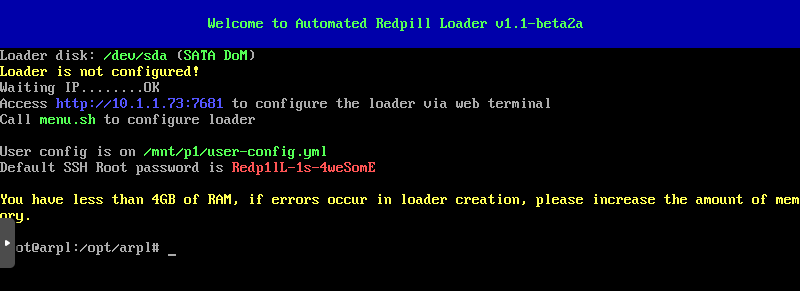 Welcome to Automated Redpill Loader v1.1-beta2a
Loader disk: /dev/sda (SATA DoM)
Loader is not configured!
Waiting IP........OK
Access http://10.1.1.73:7681 to configure the loader via web terminal
Call menu.sh to configure loader
User config is on /mnt/p1/user-config.yml
Default SSH Root password is Redp1lL-1s-4weSomE
You have less than 4GB of RAM, if errors occur in loader creation, please increase the amount of mem
ory.
ot@arpl:/opt/arpl# _